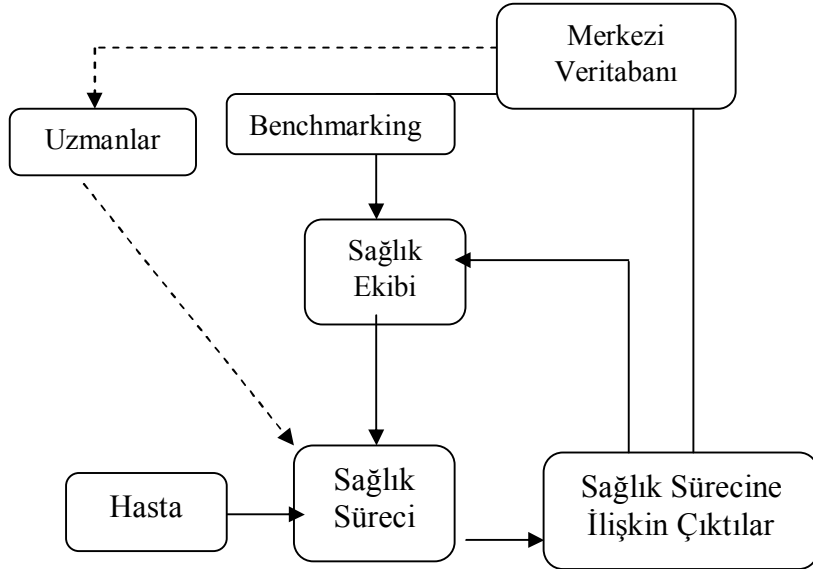 Merkezi
Veritabanı
Benchmarking
Uzmanlar
Sağlık
Ekibi
Sağlık
Süreci
Hasta
Sağlık Sürecine
İlişkin Çıktılar